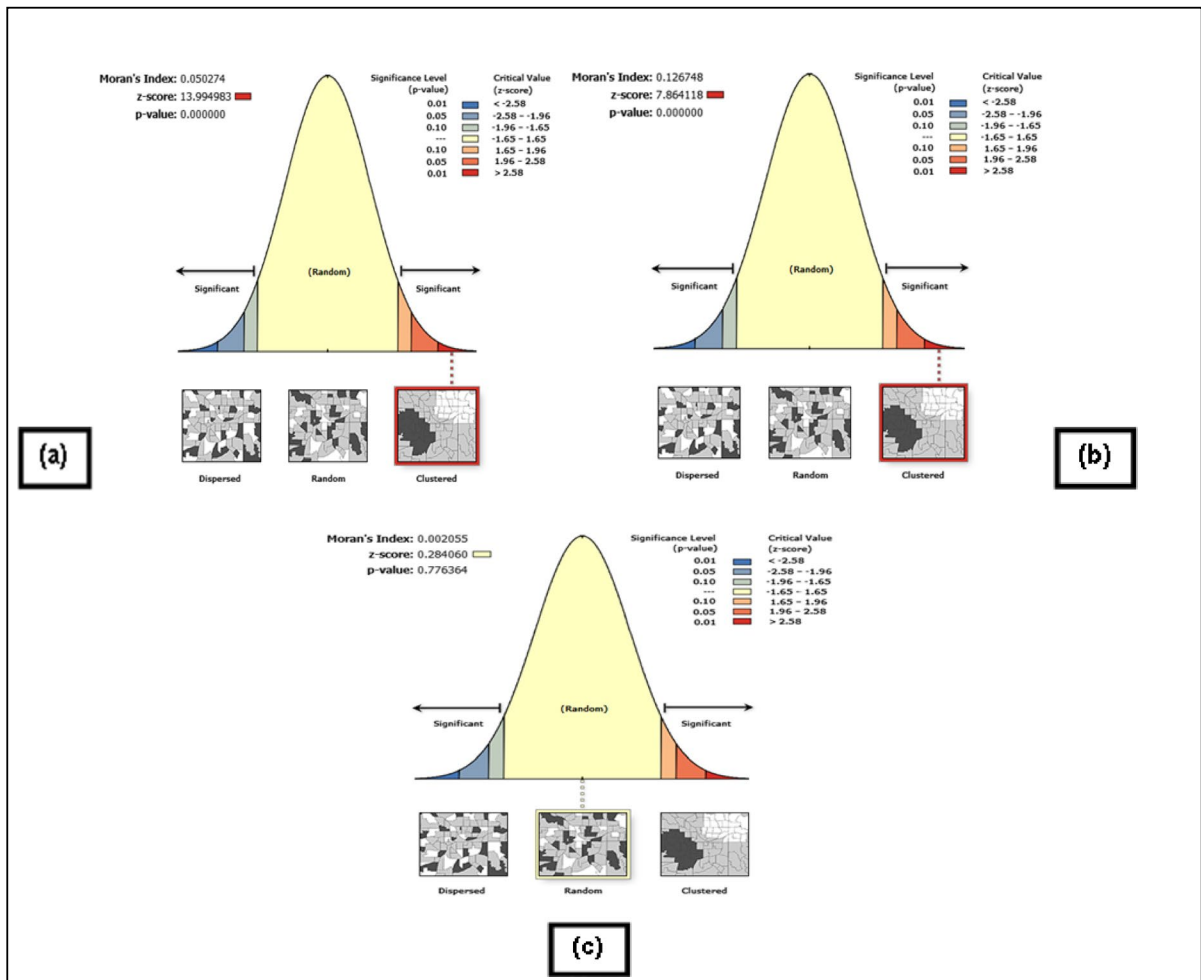 Moran's Index: 0.050274
z-score: 13.994983
p-value: 0.000000
Significance Level Critical Value
(p-value) (z-score)
0.01 < -2.58
0.05 -2.58 - -1.96
0.10 -1.96 - -1.65
--- -1.65 - 1.65
0.10 1.65 - 1.96
0.05 1.96 - 2.58
0.01 > 2.58
(Random)
Significant Significant
Dispersed Random Clustered
(a)
Moran's Index: 0.126748
z-score: 7.864118
p-value: 0.000000
Significance Level Critical Value
(p-value) (z-score)
0.01 < -2.58
0.05 -2.58 - -1.96
0.10 -1.96 - -1.65
--- -1.65 - 1.65
0.10 1.65 - 1.96
0.05 1.96 - 2.58
0.01 > 2.58
(Random)
Significant Significant
Dispersed Random Clustered
(b)
Moran's Index: 0.002055
z-score: 0.284060
p-value: 0.776364
Significance Level Critical Value
(p-value) (z-score)
0.01 < -2.58
0.05 -2.58 - -1.96
0.10 -1.96 - -1.65
--- -1.65 - 1.65
0.10 1.65 - 1.96
0.05 1.96 - 2.58
0.01 > 2.58
(Random)
Significant Significant
Dispersed Random Clustered
(c)